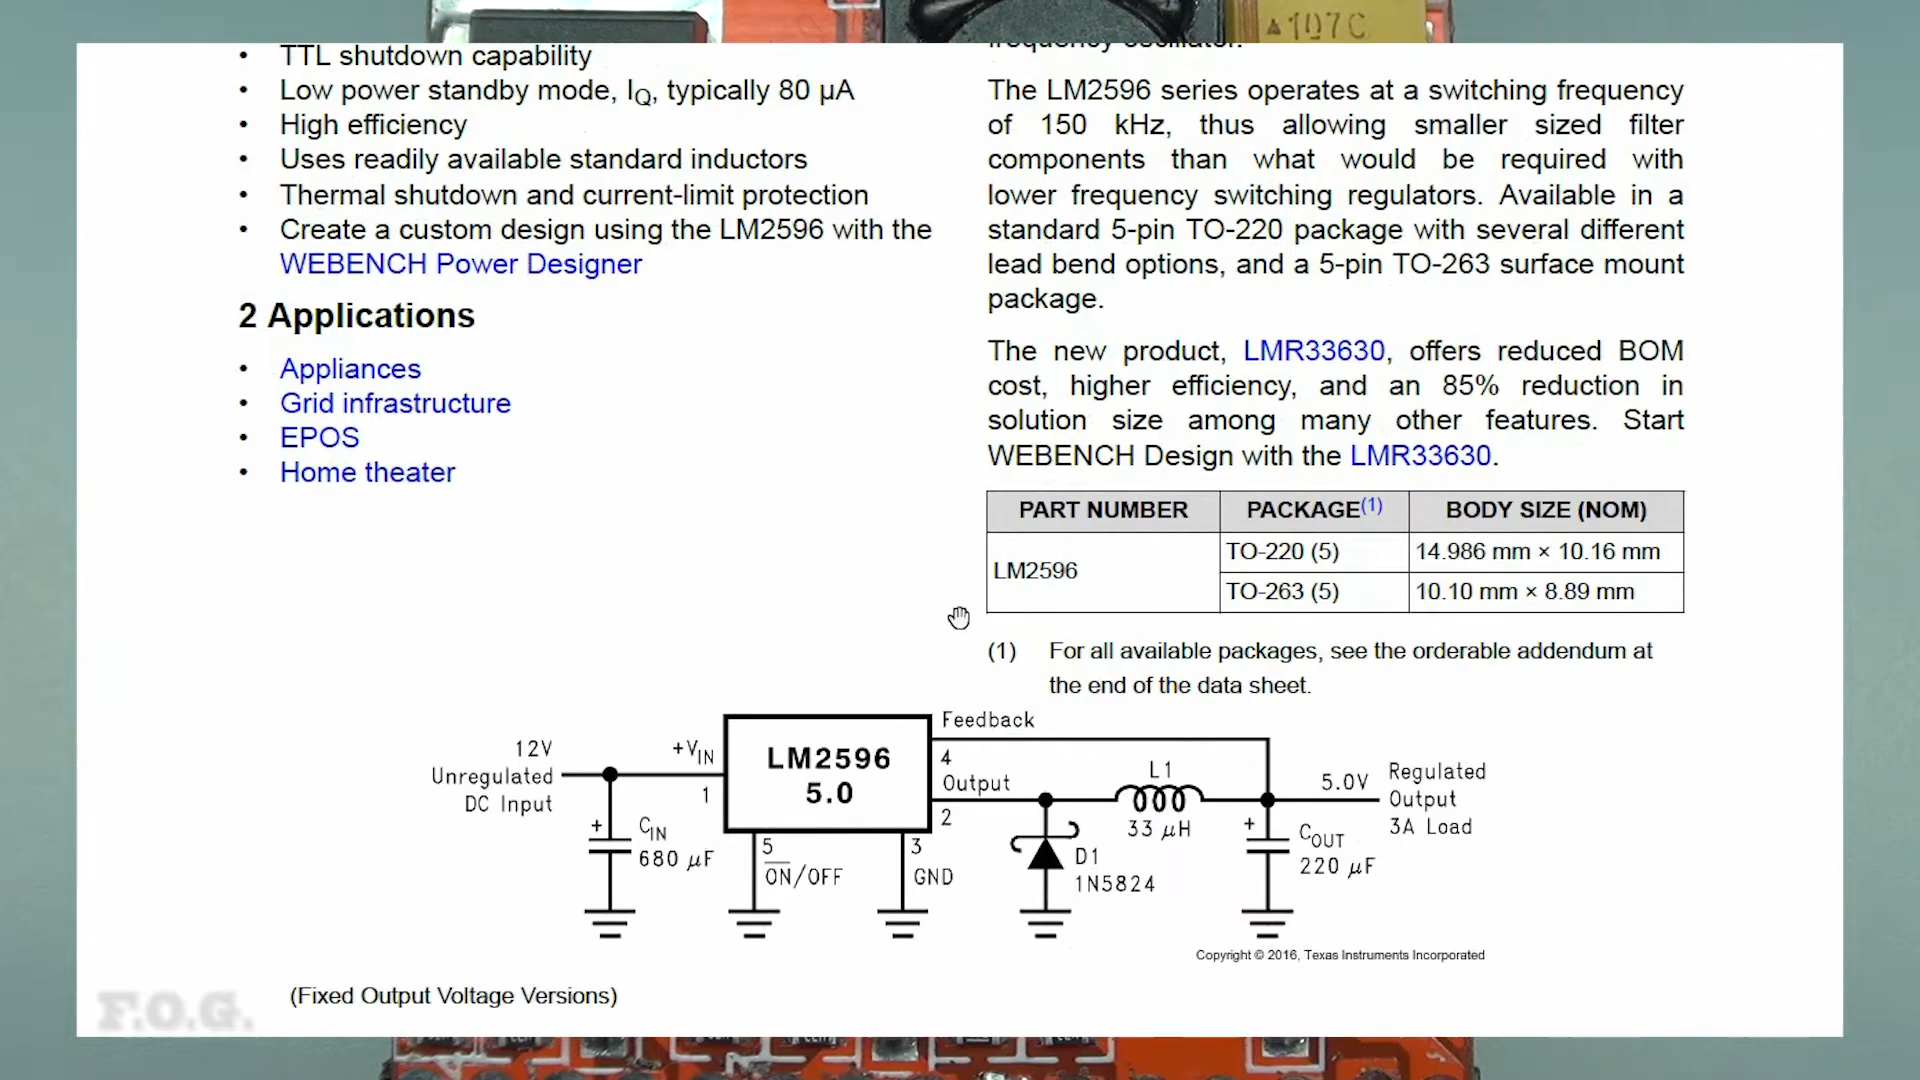 107C
• TTL shutdown capability
• Low power standby mode, IQ, typically 80 μA
• High efficiency
• Uses readily available standard inductors
• Thermal shutdown and current-limit protection
• Create a custom design using the LM2596 with the
WEBENCH Power Designer
2 Applications
• Appliances
• Grid infrastructure
• EPOS
• Home theater
frequency oscillator.
The LM2596 series operates at a switching frequency
of 150 kHz, thus allowing smaller sized filter
components than what would be required with
lower frequency switching regulators. Available in a
standard 5-pin TO-220 package with several different
lead bend options, and a 5-pin TO-263 surface mount
package.
The new product, LMR33630, offers reduced BOM
cost, higher efficiency, and an 85% reduction in
solution size among many other features. Start
WEBENCH Design with the LMR33630.
PART NUMBER PACKAGE(1) BODY SIZE (NOM)
LM2596 TO-220 (5) 14.986 mm × 10.16 mm
TO-263 (5) 10.10 mm × 8.89 mm
(1) For all available packages, see the orderable addendum at
the end of the data sheet.
12V
Unregulated
DC Input
+
CIN
680 μF
+VIN
1
LM2596
5.0
5
ON/OFF
3
GND
Feedback
4
Output
2
D1
1N5824
L1
33 μH
+
COUT
220 μF
5.0V
Regulated
Output
3A Load
Copyright © 2016, Texas Instruments Incorporated
(Fixed Output Voltage Versions)
F.O.G.